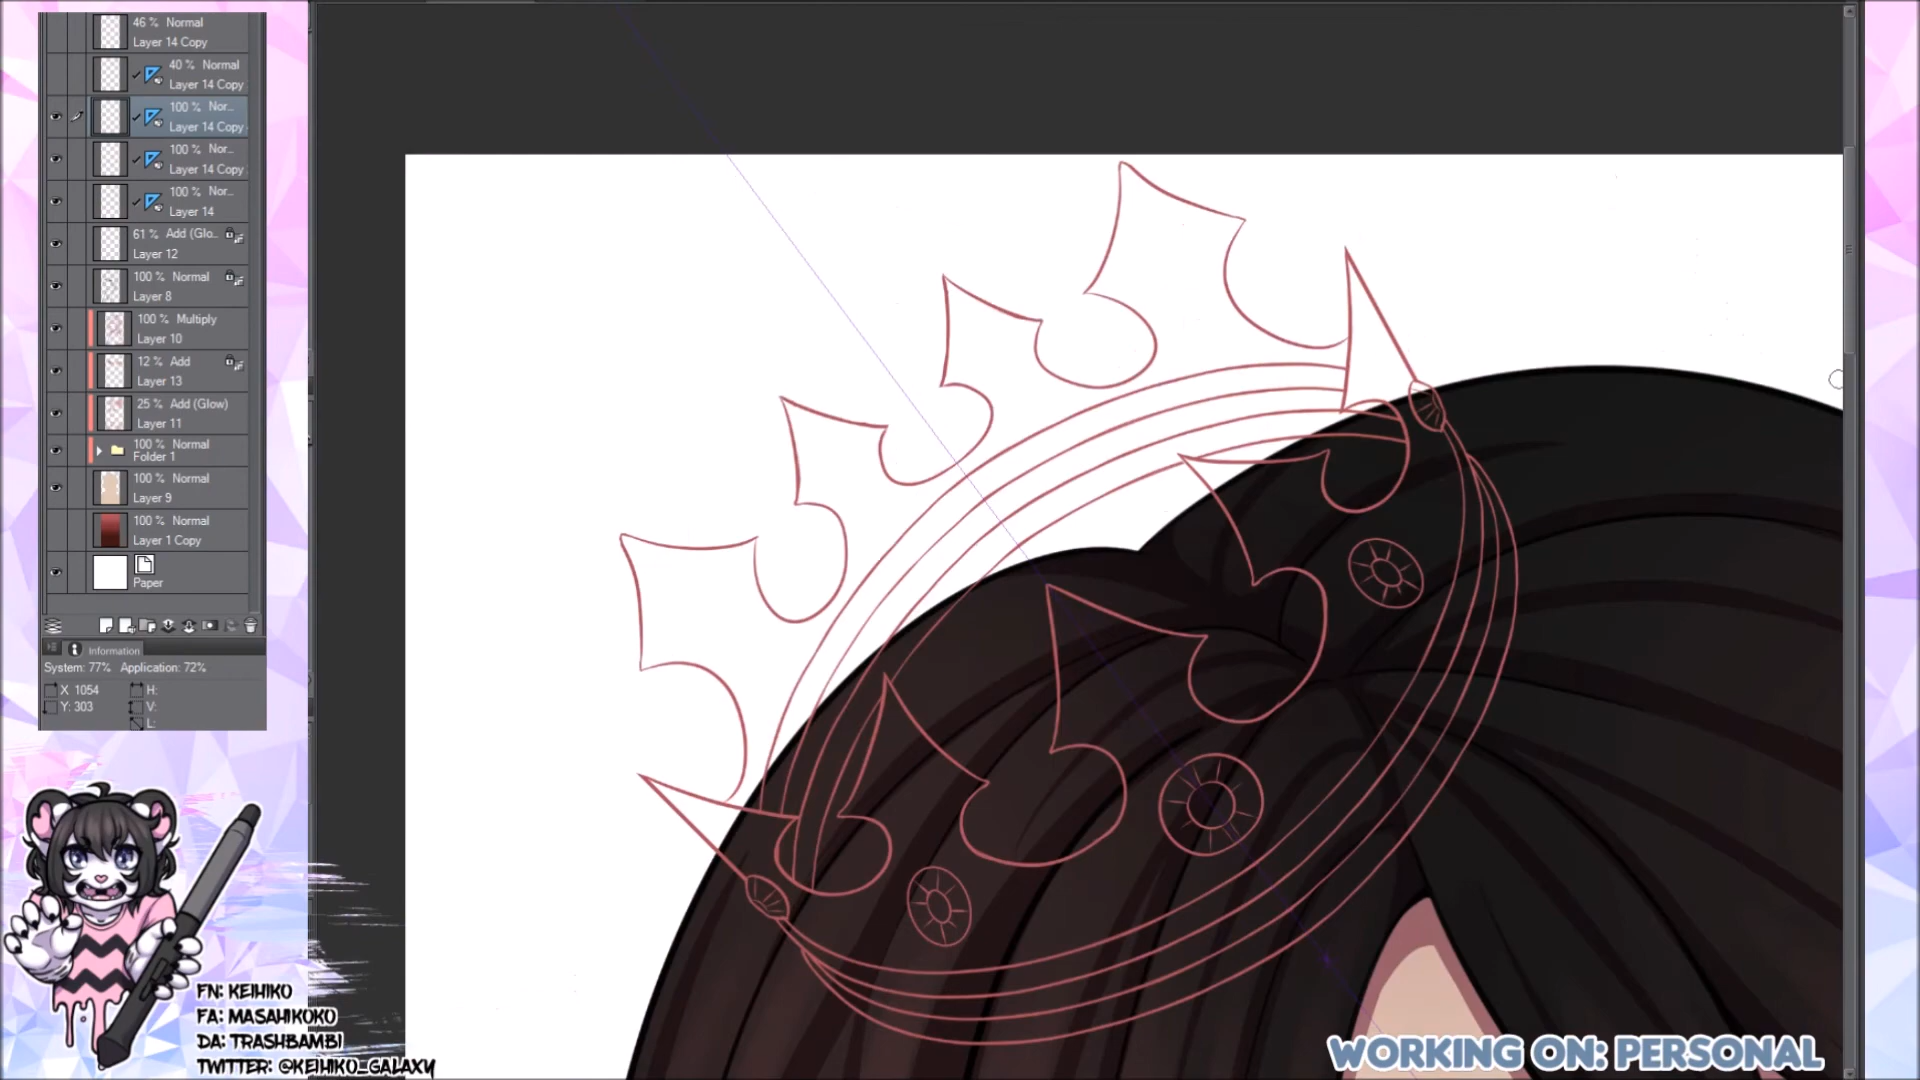 46 % Normal
Layer 14 Copy
40 % Normal
Layer 14 Copy
100 % Nor...
Layer 14 Copy
100 % Nor...
Layer 14 Copy
100 % Nor...
Layer 14
61 % Add (Glo...
Layer 12
100 % Normal
Layer 8
100 % Multiply
Layer 10
12 % Add
Layer 13
25 % Add (Glow)
Layer 11
100 % Normal
Folder 1
100 % Normal
Layer 9
100 % Normal
Layer 1 Copy
Paper
Information
System: 77% Application: 72%
X 1054 H:
Y: 303 V:
L:
FN: KEIHIKO
FA: MASAHIKOKO
DA: TRASHBAMBI
TWITTER: @KEIHIKO_GALAXY
WORKING ON: PERSONAL